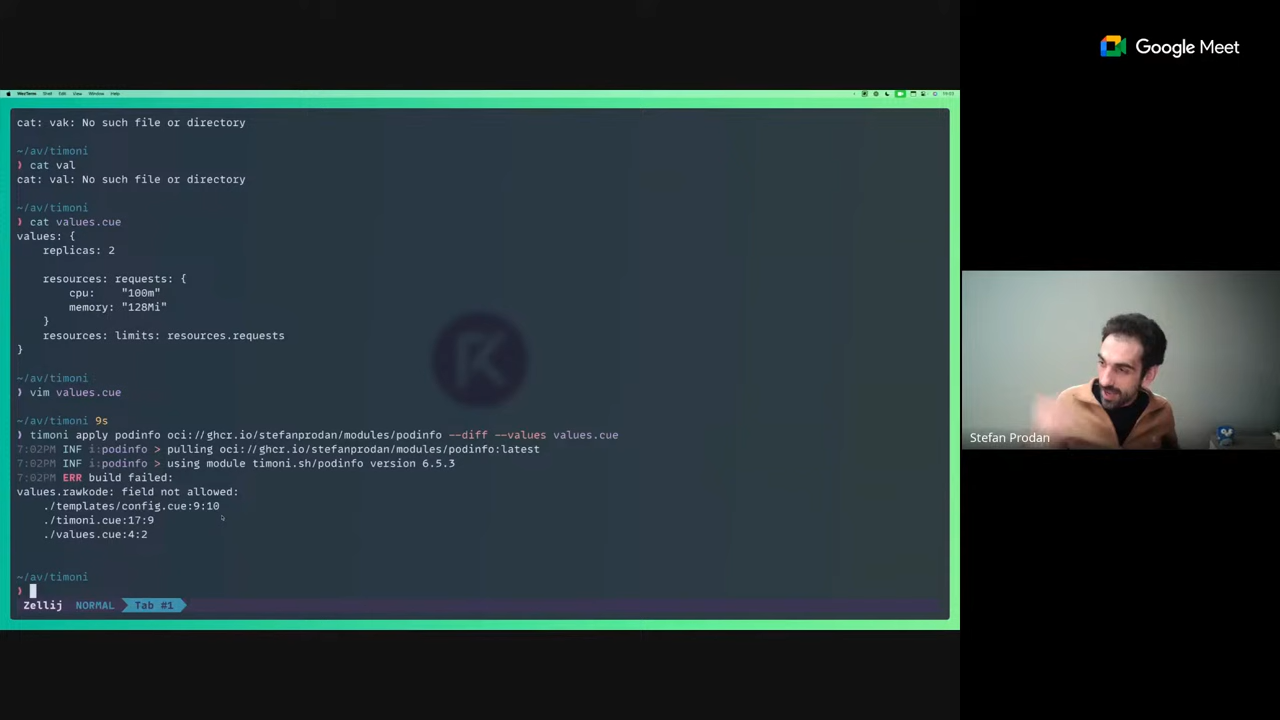 Google Meet
WezTerm Shell Edit View Window Help
cat: vak: No such file or directory
~/av/timoni
⟩ cat val
cat: val: No such file or directory
~/av/timoni
⟩ cat values.cue
values: {
replicas: 2
resources: requests: {
cpu: "100m"
memory: "128Mi"
}
resources: limits: resources.requests
}
~/av/timoni
⟩ vim values.cue
~/av/timoni 9s
⟩ timoni apply podinfo oci://ghcr.io/stefanprodan/modules/podinfo --diff --values values.cue
7:02PM INF i:podinfo > pulling oci://ghcr.io/stefanprodan/modules/podinfo:latest
7:02PM INF i:podinfo > using module timoni.sh/podinfo version 6.5.3
7:02PM ERR build failed:
values.rawkode: field not allowed:
./templates/config.cue:9:10
./timoni.cue:17:9
./values.cue:4:2
~/av/timoni
⟩
Zellij NORMAL Tab #1
Stefan Prodan